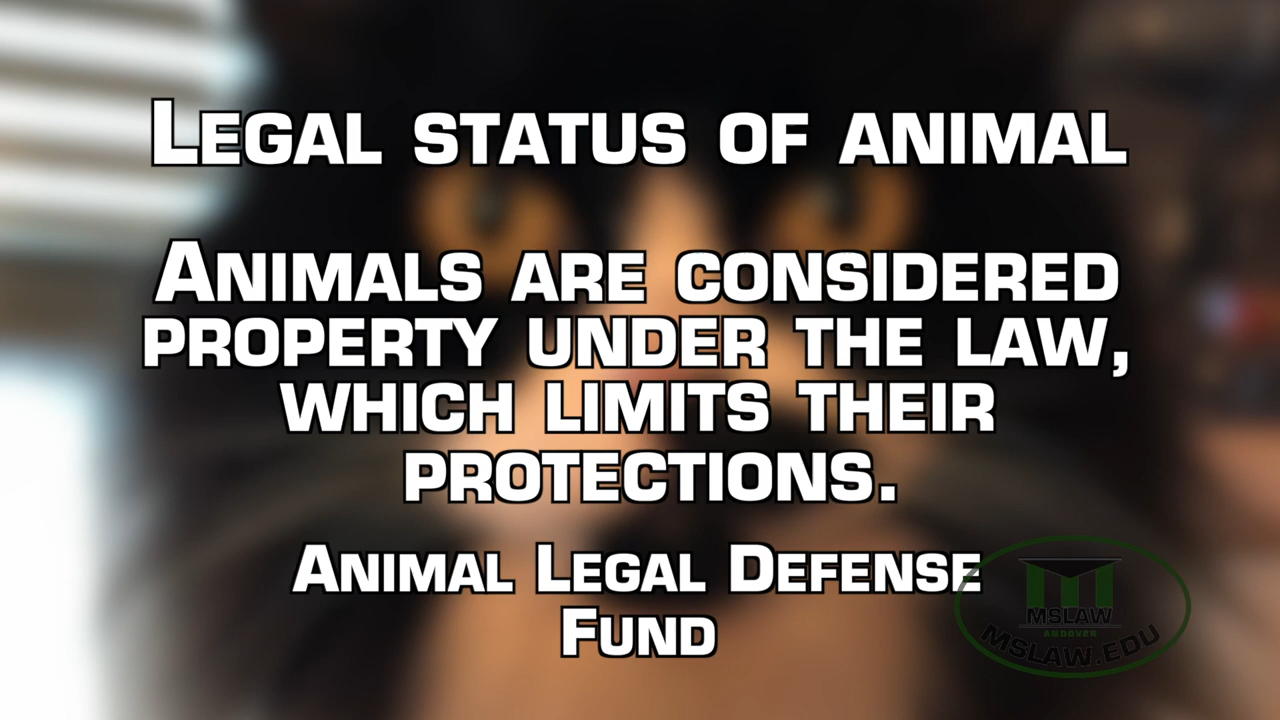 Legal status of animal
Animals are considered
property under the law,
which limits their
protections.
Animal Legal Defense
Fund
MSLAW
ANDOVER
MSLAW.EDU